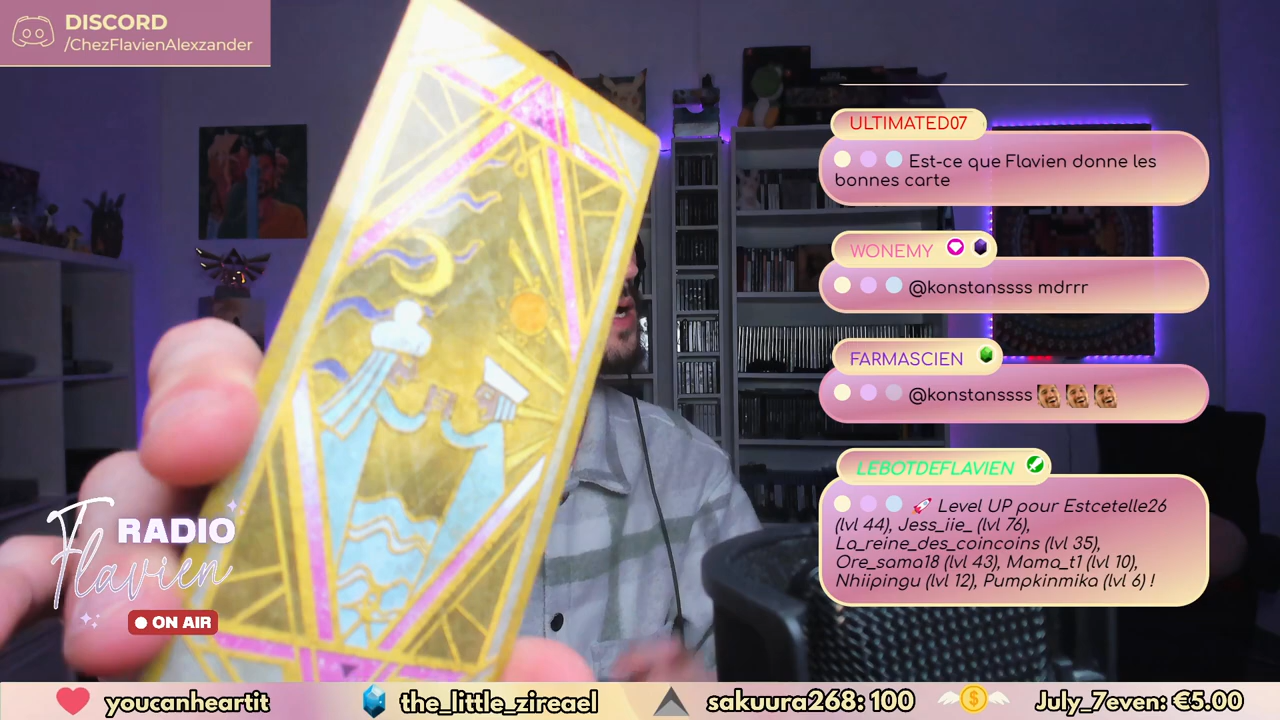 DISCORD
/ChezFlavienAlexzander
ULTIMATED07
Est-ce que Flavien donne les
bonnes carte
WONEMY
@konstanssss mdrrr
FARMASCIEN
@konstanssss
LEBOTDEFLAVIEN
Level UP pour Estcetelle26
(lvl 44), Jess_iie_ (lvl 76),
La_reine_des_coincoins (lvl 35),
Ore_sama18 (lvl 43), Mama_t1 (lvl 10),
Nhiipingu (lvl 12), Pumpkinmika (lvl 6) !
RADIO
Flavien
ON AIR
youcanheartit
the_little_zireael
sakuura268: 100
July_7even: €5.00